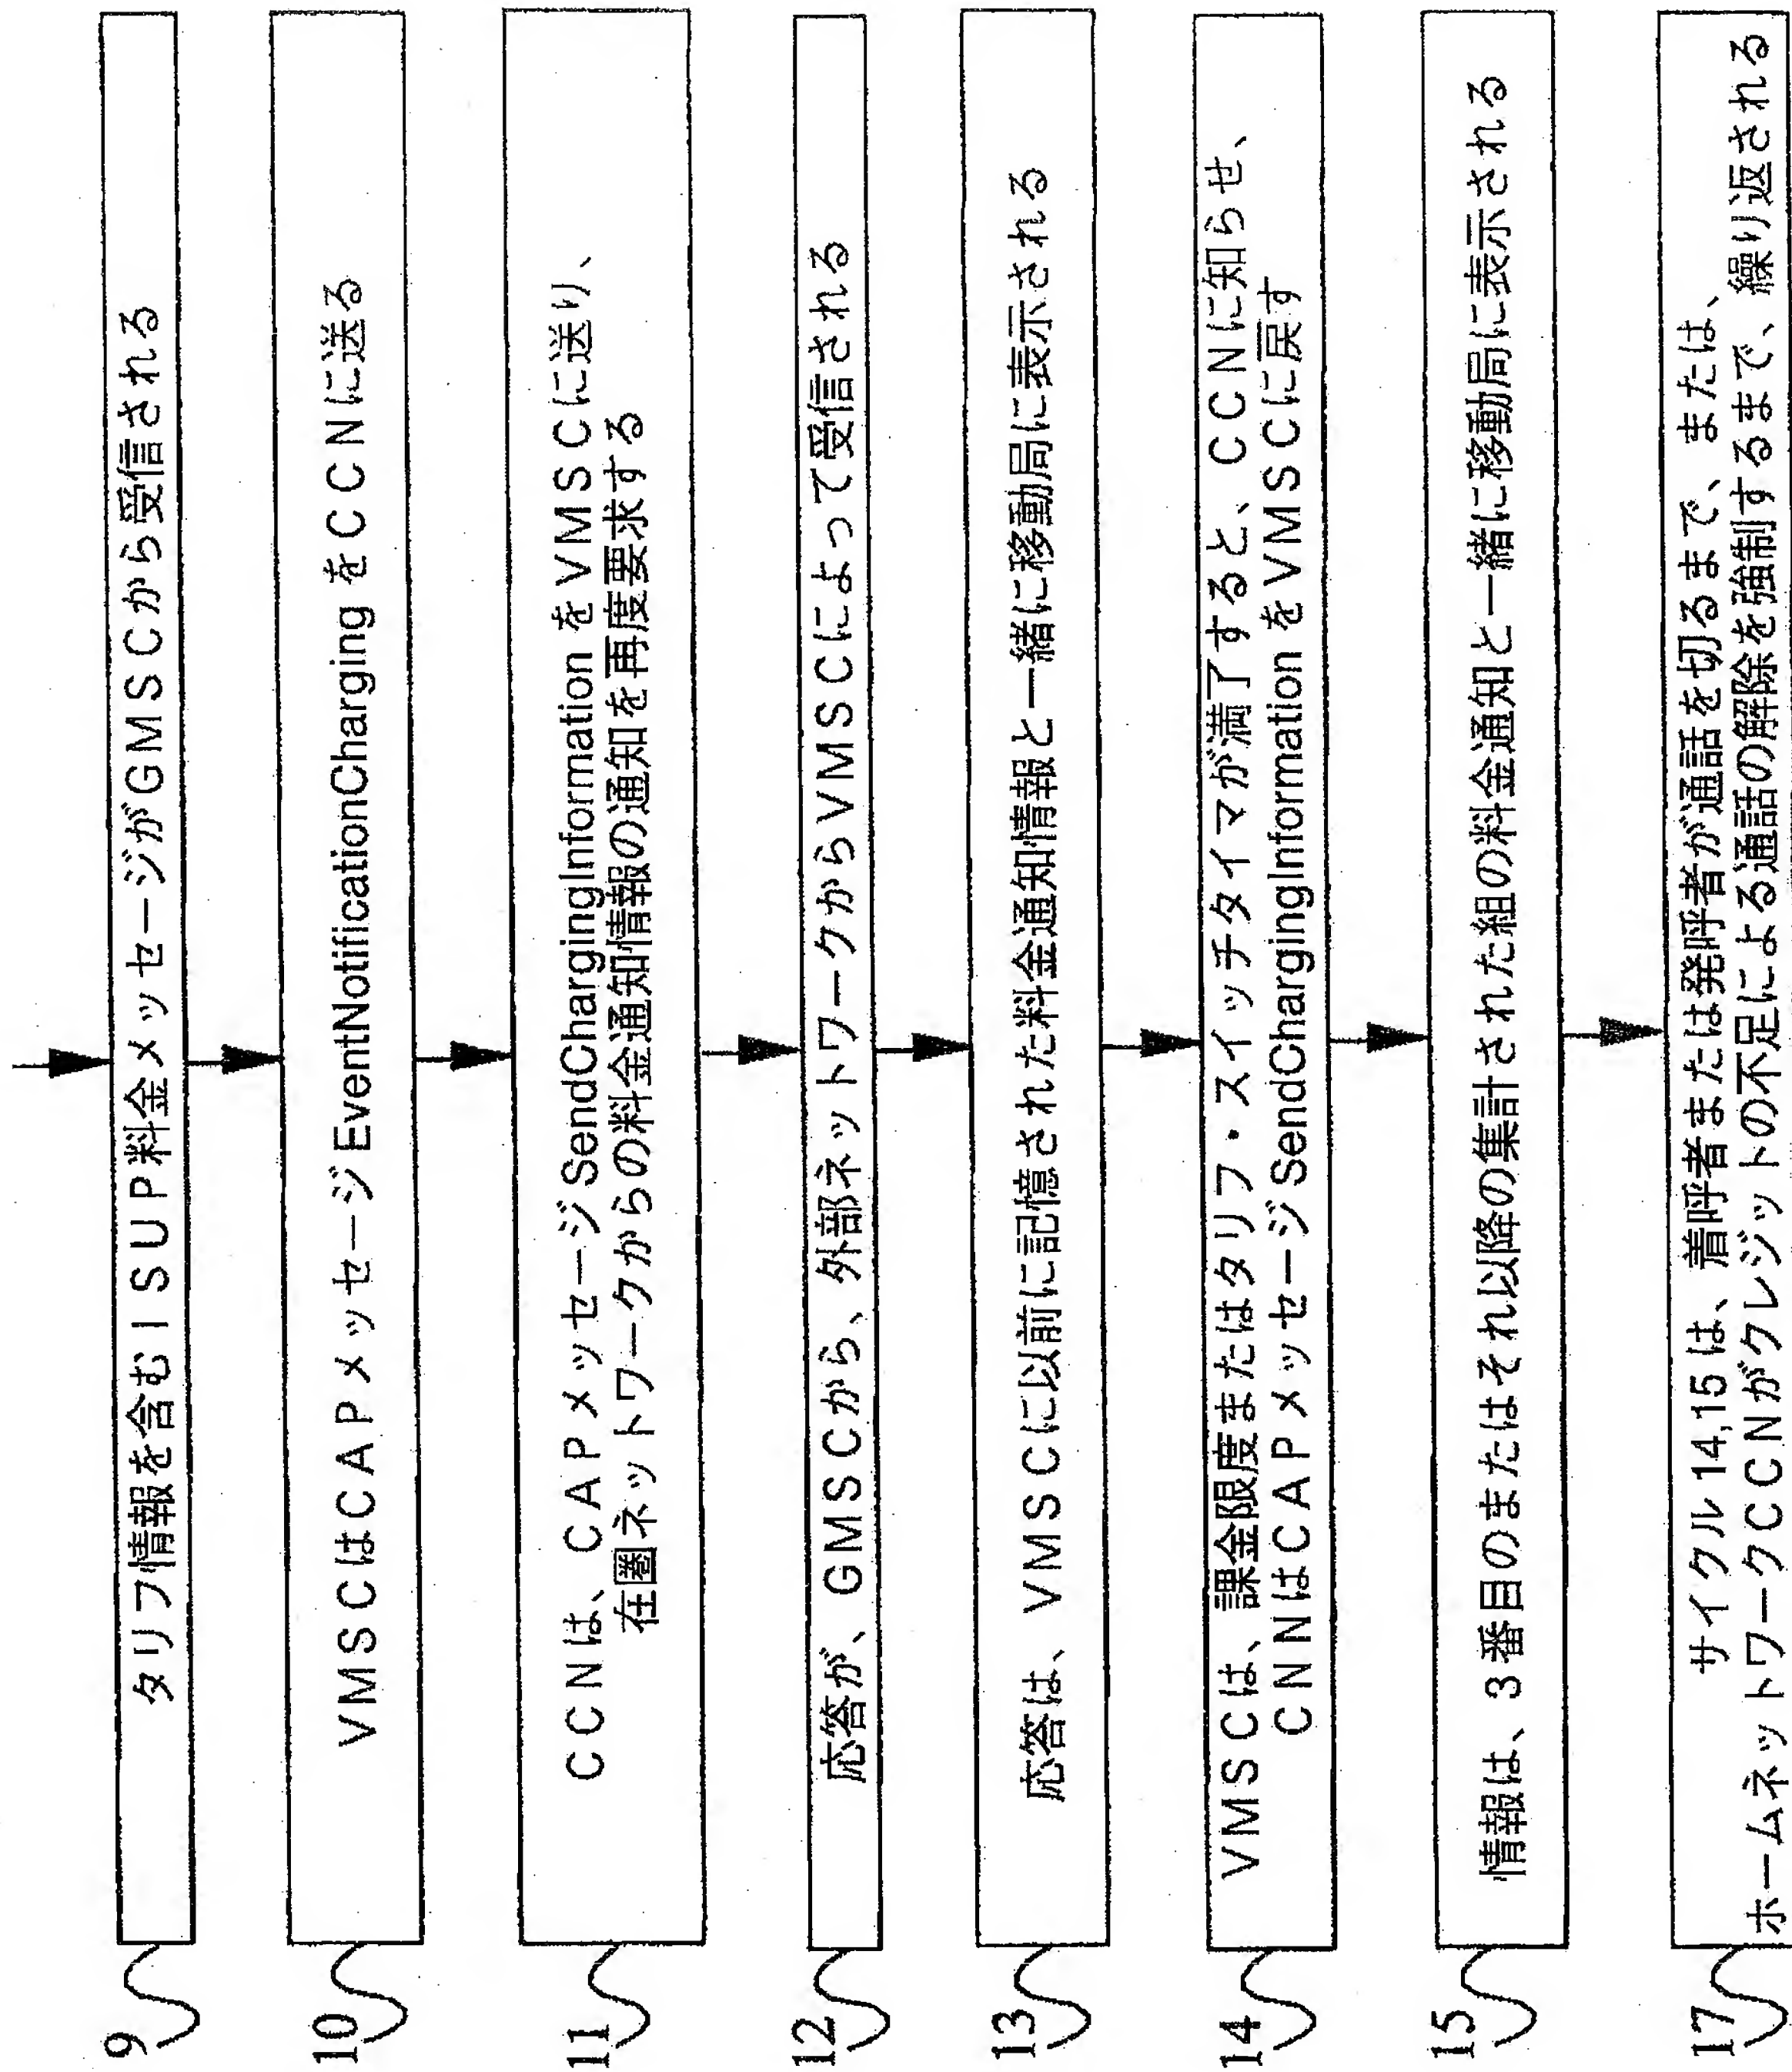 9
タリフ情報を含むISUP料金メッセージがGMSCから受信される
10
VMSCはCAPメッセージEventNotificationChargingをCCNに送る
11
CCNは、CAPメッセージSendChargingInformationをVMSCに送り、
在圏ネットワークからの料金通知情報の通知を再度要求する
12
応答が、GMSCから、外部ネットワークからVMSCによって受信される
13
応答は、VMSCに以前に記憶された料金通知情報と一緒に移動局に表示される
14
VMSCは、課金限度またはタリフ・スイッチタイマが満了すると、CCNに知らせ、
CNNはCAPメッセージSendChargingInformationをVMSCに戻す
15
情報は、3番目のまたはそれ以降の集計された組の料金通知と一緒に移動局に表示される
17
サイクル14,15は、着呼者または発呼者が通話を切るまで、または、
ホームネットワークCCNがクレジットの不足による通話の解除を強制するまで、繰り返される